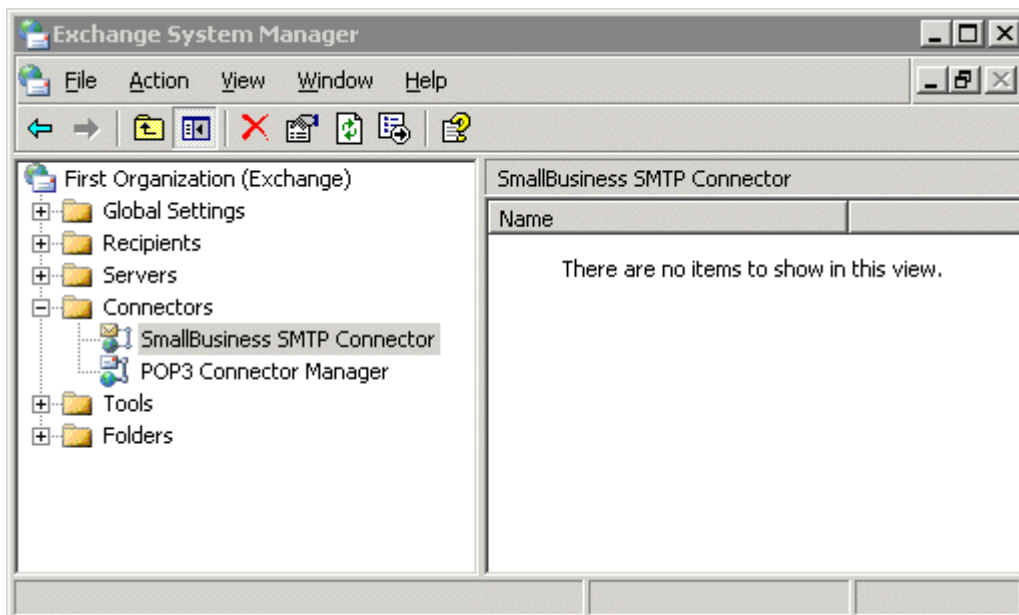 Exchange System Manager
File Action View Window Help
First Organization (Exchange)
Global Settings
Recipients
Servers
Connectors
SmallBusiness SMTP Connector
POP3 Connector Manager
Tools
Folders
SmallBusiness SMTP Connector
Name
There are no items to show in this view.